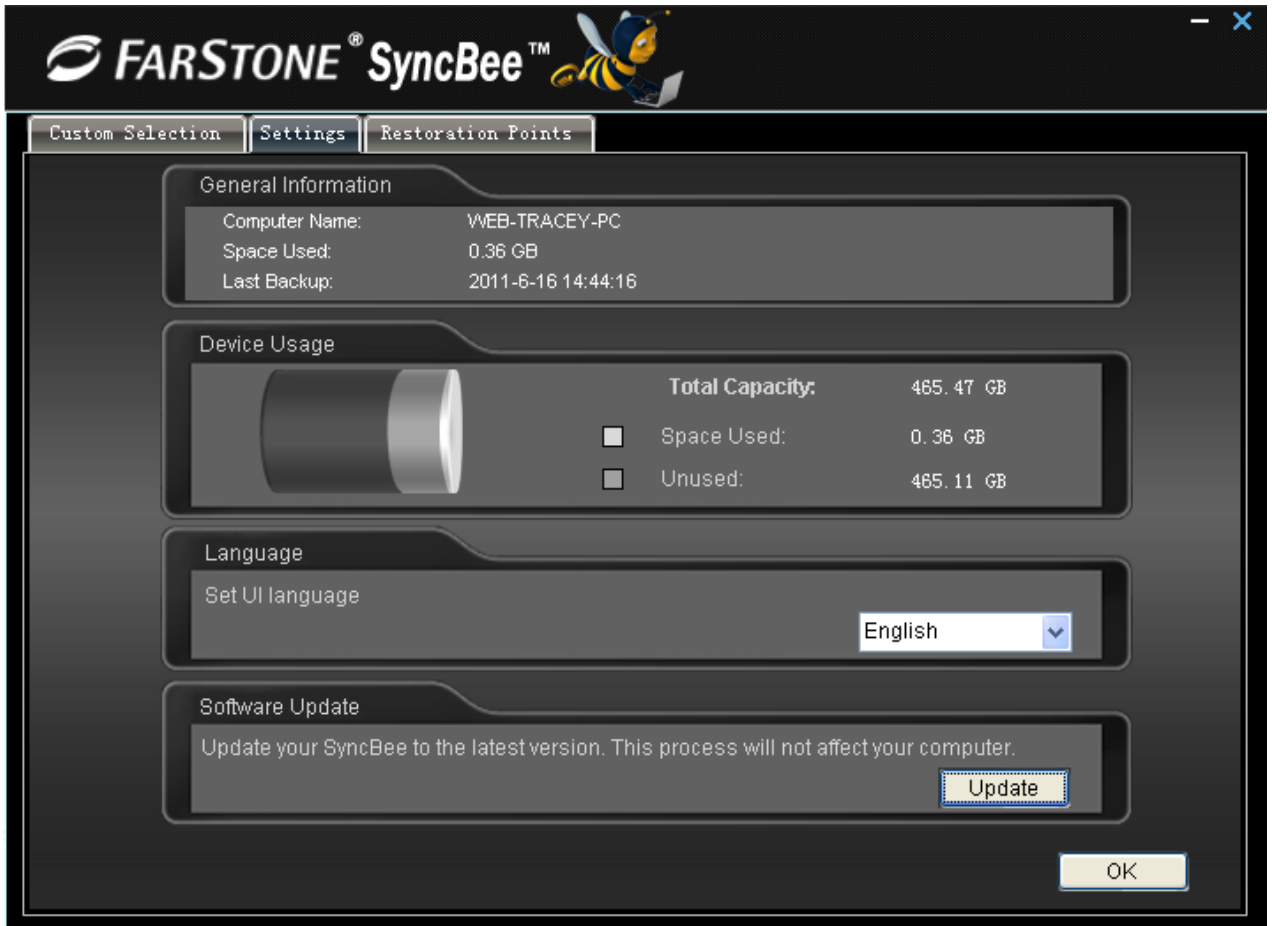 FARSTONE® SyncBee™
Custom Selection Settings Restoration Points
General Information
Computer Name: WEB-TRACEY-PC
Space Used: 0.36 GB
Last Backup: 2011-6-16 14:44:16
Device Usage
Total Capacity: 465.47 GB
Space Used: 0.36 GB
Unused: 465.11 GB
Language
Set UI language
English
Software Update
Update your SyncBee to the latest version. This process will not affect your computer.
Update
OK